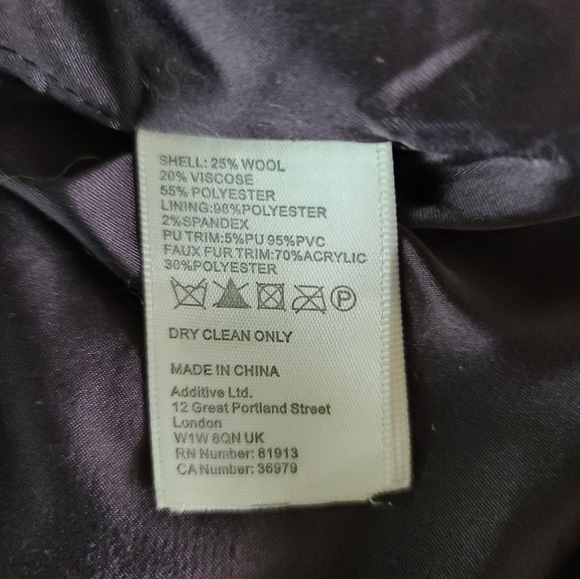 SHELL: 25% WOOL
20% VISCOSE
55% POLYESTER
LINING:98%POLYESTER
2%SPANDEX
PU TRIM:5%PU 95%PVC
FAUX FUR TRIM:70%ACRYLIC
30%POLYESTER
P
DRY CLEAN ONLY
MADE IN CHINA
Additive Ltd.
12 Great Portland Street
London
W1W 8QN UK
RN Number: 81913
CA Number: 36979